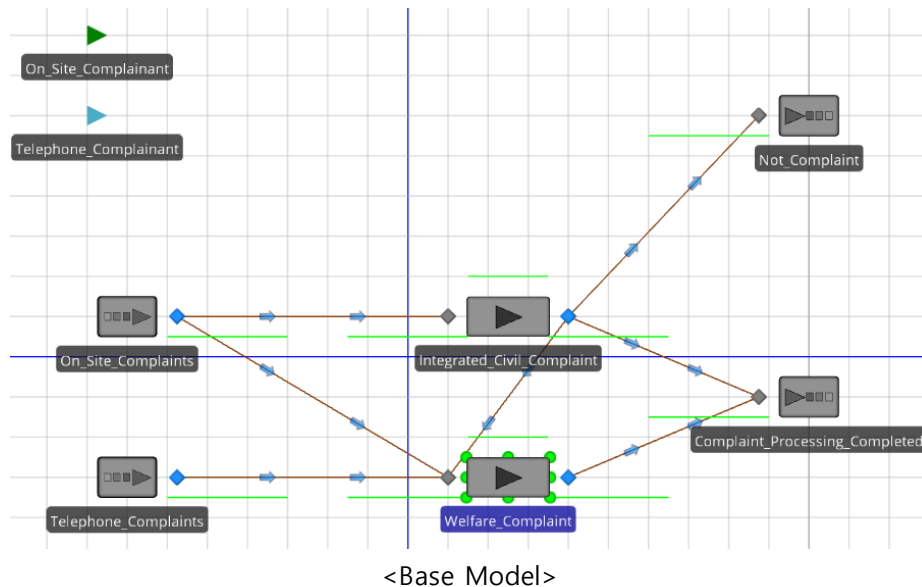 On_Site_Complainant
Telephone_Complainant
Not_Complaint
On_Site_Complaints
Integrated_Civil_Complaint
Complaint_Processing_Completed
Telephone_Complaints
Welfare_Complaint
<Base Model>